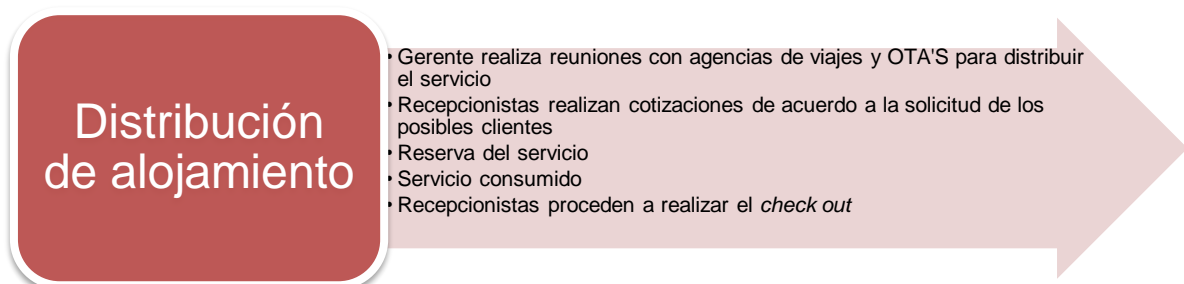 Distribución
de alojamiento
• Gerente realiza reuniones con agencias de viajes y OTA'S para distribuir
el servicio
• Recepcionistas realizan cotizaciones de acuerdo a la solicitud de los
posibles clientes
• Reserva del servicio
• Servicio consumido
• Recepcionistas proceden a realizar el check out